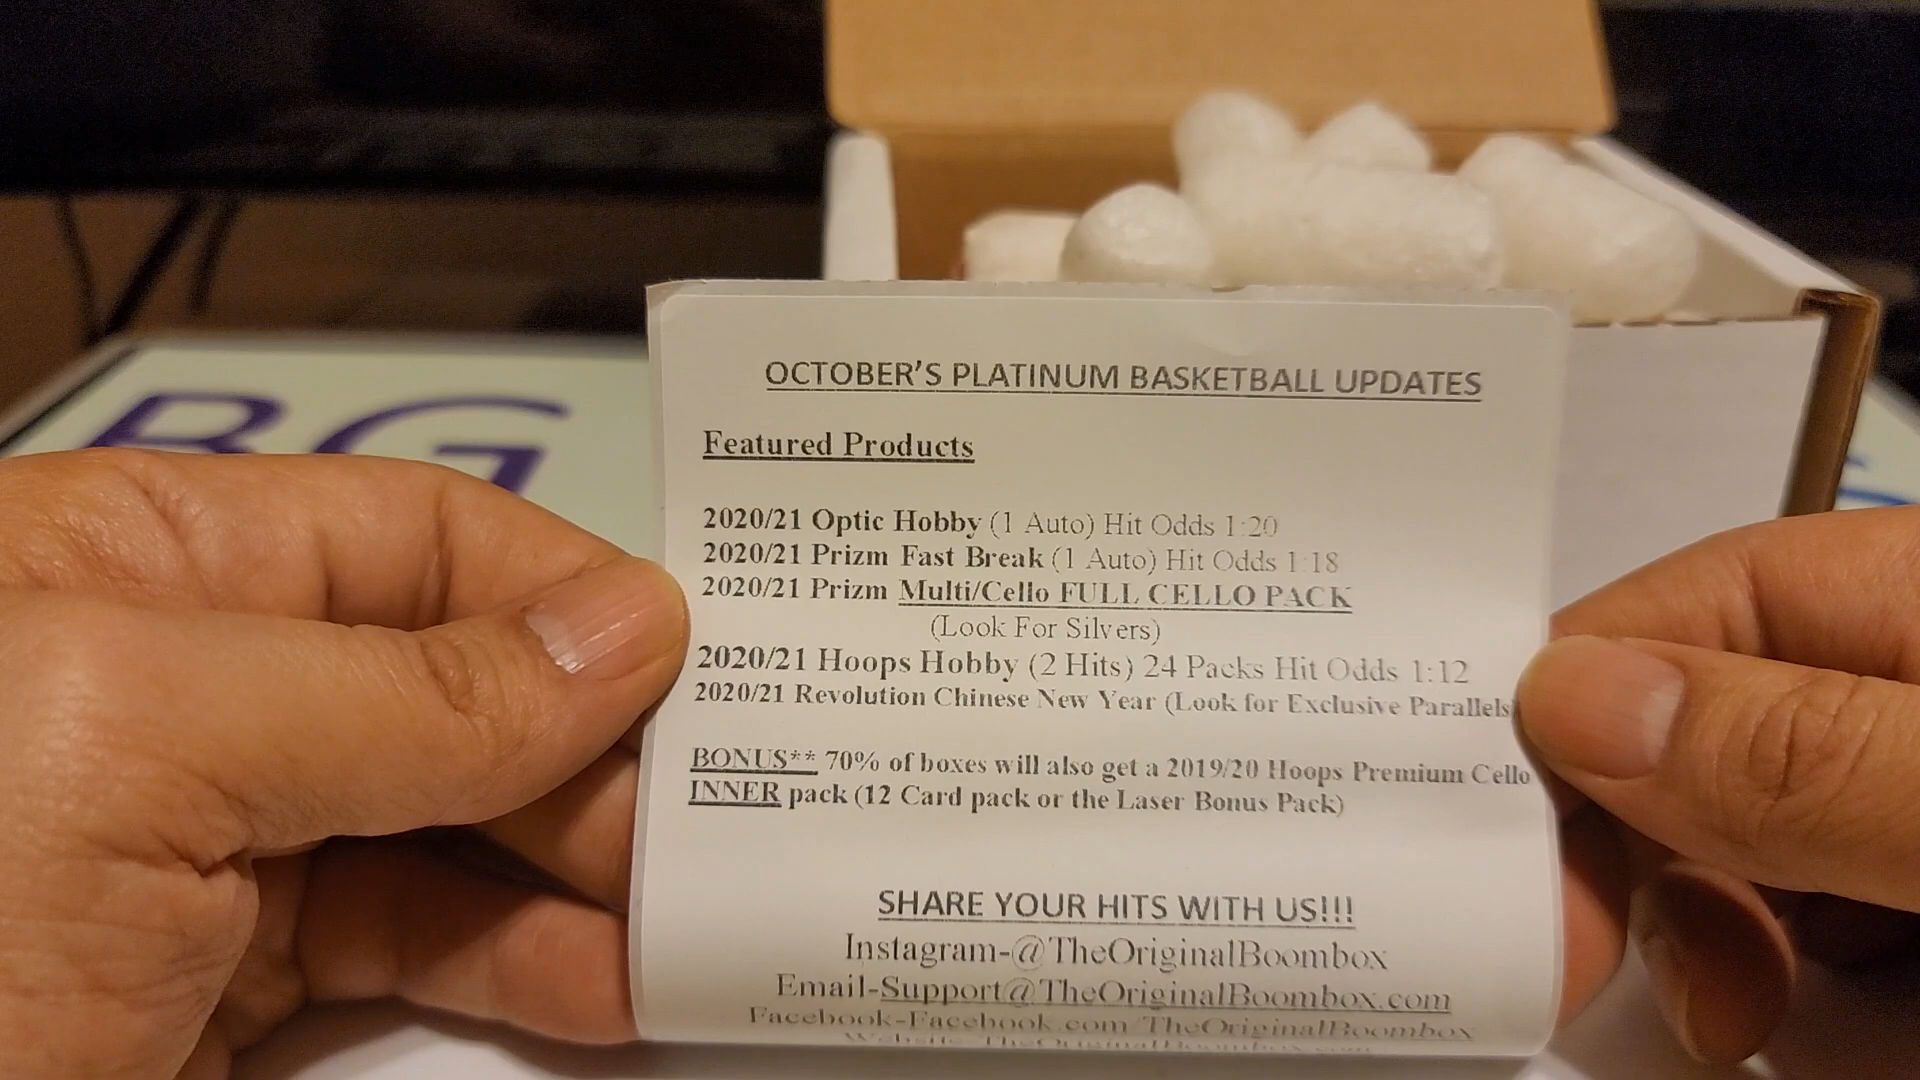 BG
OCTOBER'S PLATINUM BASKETBALL UPDATES
Featured Products
2020/21 Optic Hobby (1 Auto) Hit Odds 1:20
2020/21 Prizm Fast Break (1 Auto) Hit Odds 1:18
2020/21 Prizm Multi/Cello FULL CELLO PACK
(Look For Silvers)
2020/21 Hoops Hobby (2 Hits) 24 Packs Hit Odds 1:12
2020/21 Revolution Chinese New Year (Look for Exclusive Parallels)
BONUS** 70% of boxes will also get a 2019/20 Hoops Premium Cello
INNER pack (12 Card pack or the Laser Bonus Pack)
SHARE YOUR HITS WITH US!!!
Instagram-@TheOriginalBoombox
Email-Support@TheOriginalBoombox.com
Facebook-Facebook.com/TheOriginalBoombox
Website-TheOriginalBoombox.com